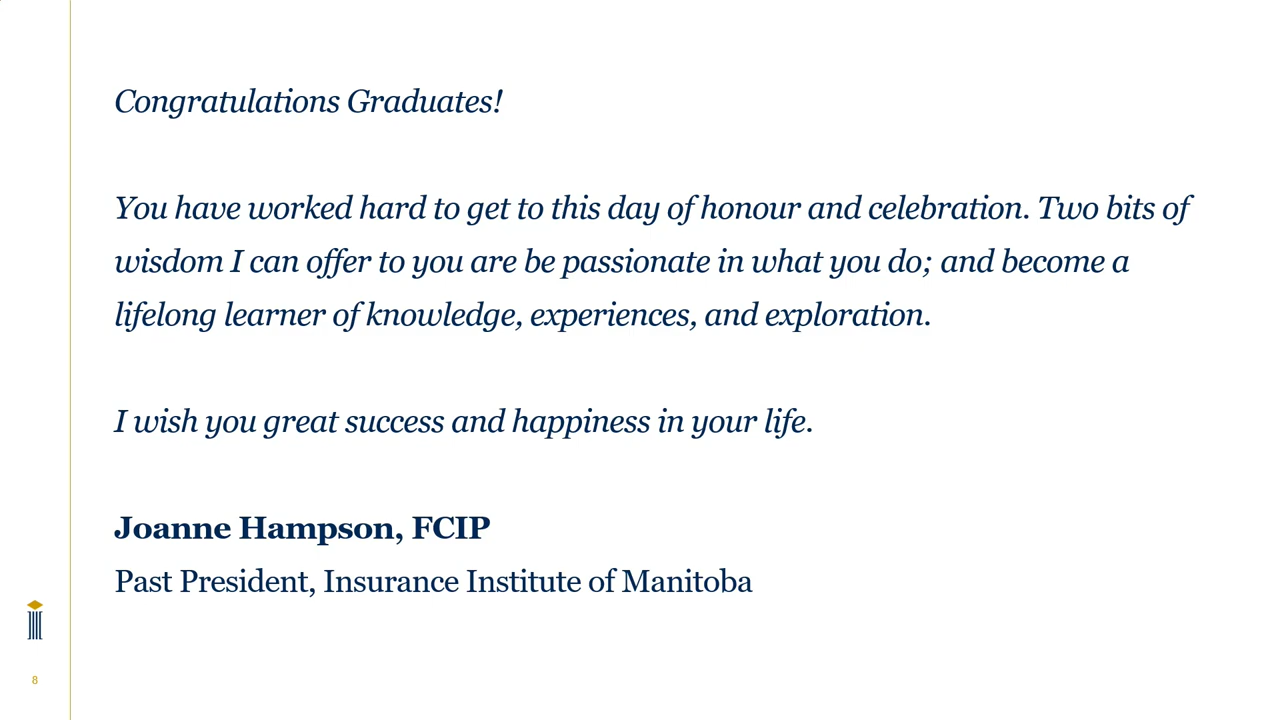 Congratulations Graduates!
You have worked hard to get to this day of honour and celebration. Two bits of
wisdom I can offer to you are be passionate in what you do; and become a
lifelong learner of knowledge, experiences, and exploration.
I wish you great success and happiness in your life.
Joanne Hampson, FCIP
Past President, Insurance Institute of Manitoba
8